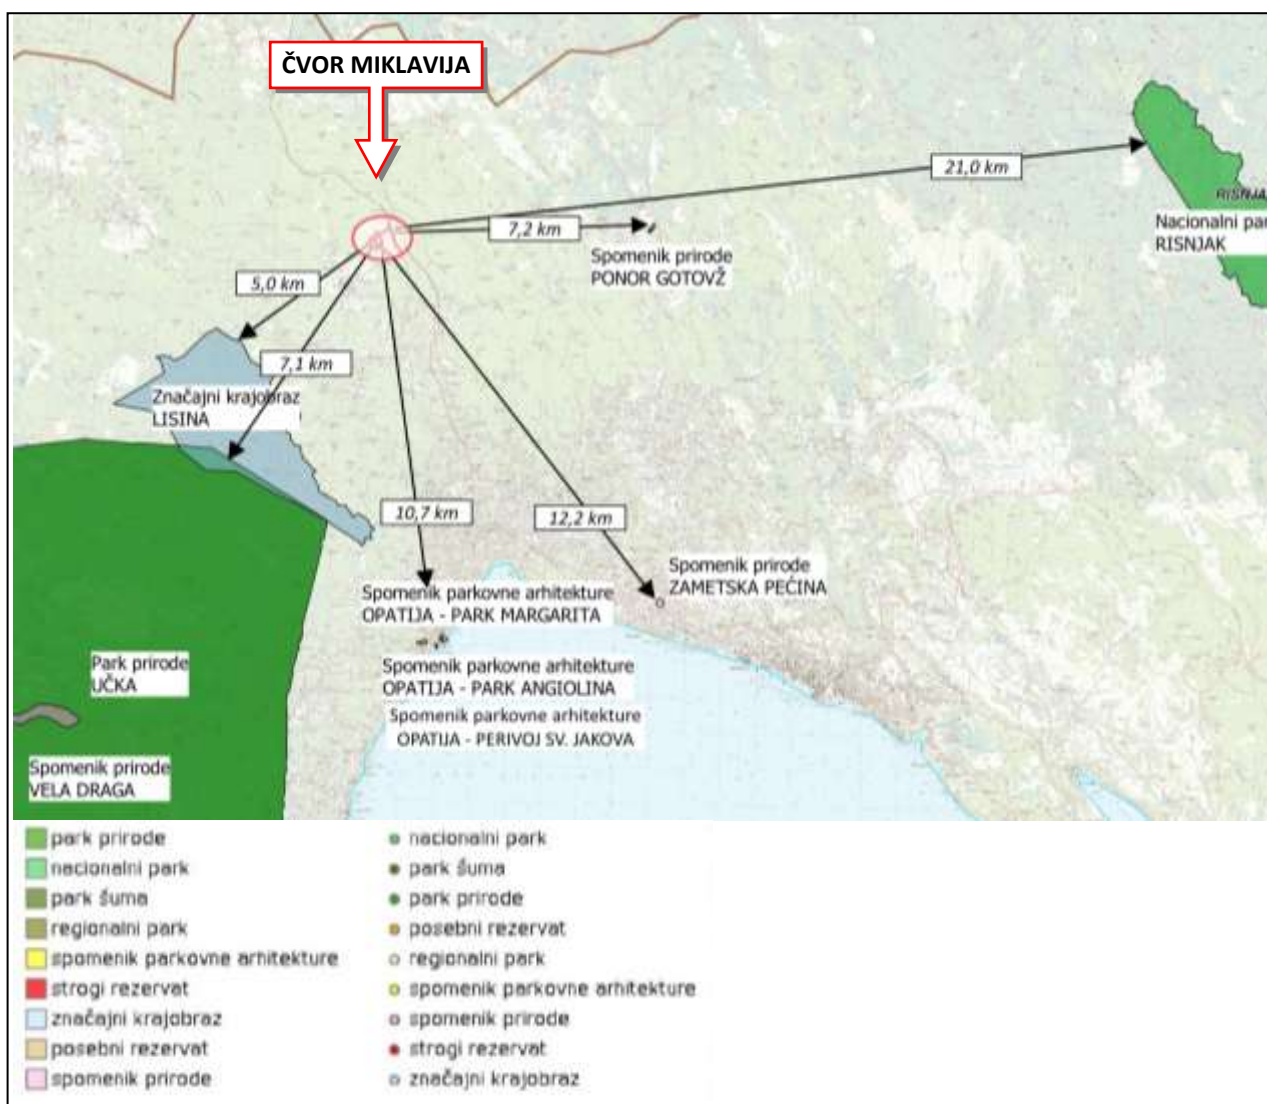 ČVOR MIKLAVIJA
21,0 km
RISNJA
7,2 km
Nacionalni par
RISNJAK
Spomenik prirode
PONOR GOTOVŽ
5,0 km
7,1 km
Značajni krajobraz
LISINA
10,7 km
12,2 km
Spomenik prirode
ZAMETSKA PEĆINA
Spomenik parkovne arhitekture
OPATIJA - PARK MARGARITA
Park prirode
UČKA
Spomenik parkovne arhitekture
OPATIJA - PARK ANGIOLINA
Spomenik parkovne arhitekture
OPATIJA - PERIVOJ SV. JAKOVA
Spomenik prirode
VELA DRAGA
park prirode
nacionalni park
park šuma
regionalni park
spomenik parkovne arhitekture
strogi rezervat
značajni krajobraz
posebni rezervat
spomenik prirode
nacionalni park
park šuma
park prirode
posebni rezervat
regionalni park
spomenik parkovne arhitekture
spomenik prirode
strogi rezervat
značajni krajobraz